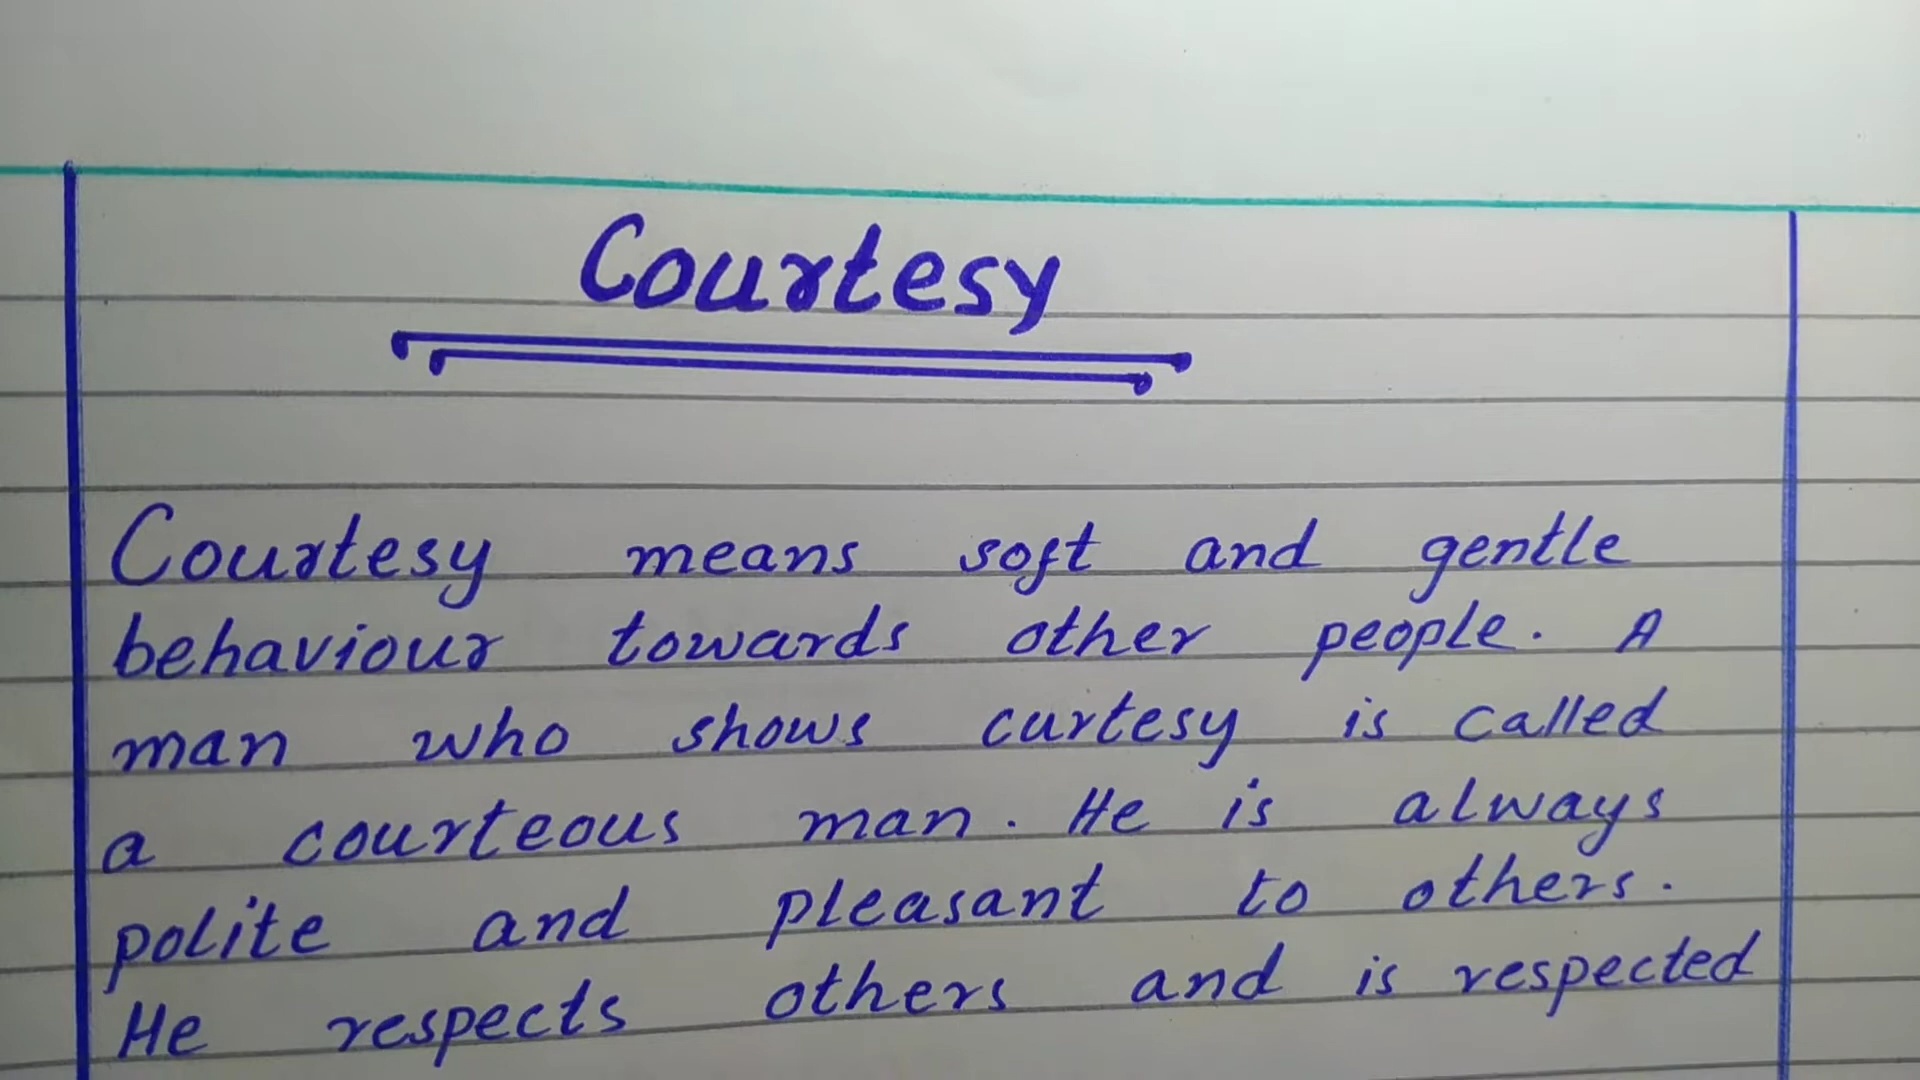 Courtesy
Courtesy means soft and gentle
behaviour towards other people. A
man who shows curtesy is called
a courteous man. He is always
polite and pleasant to others.
He respects others and is respected